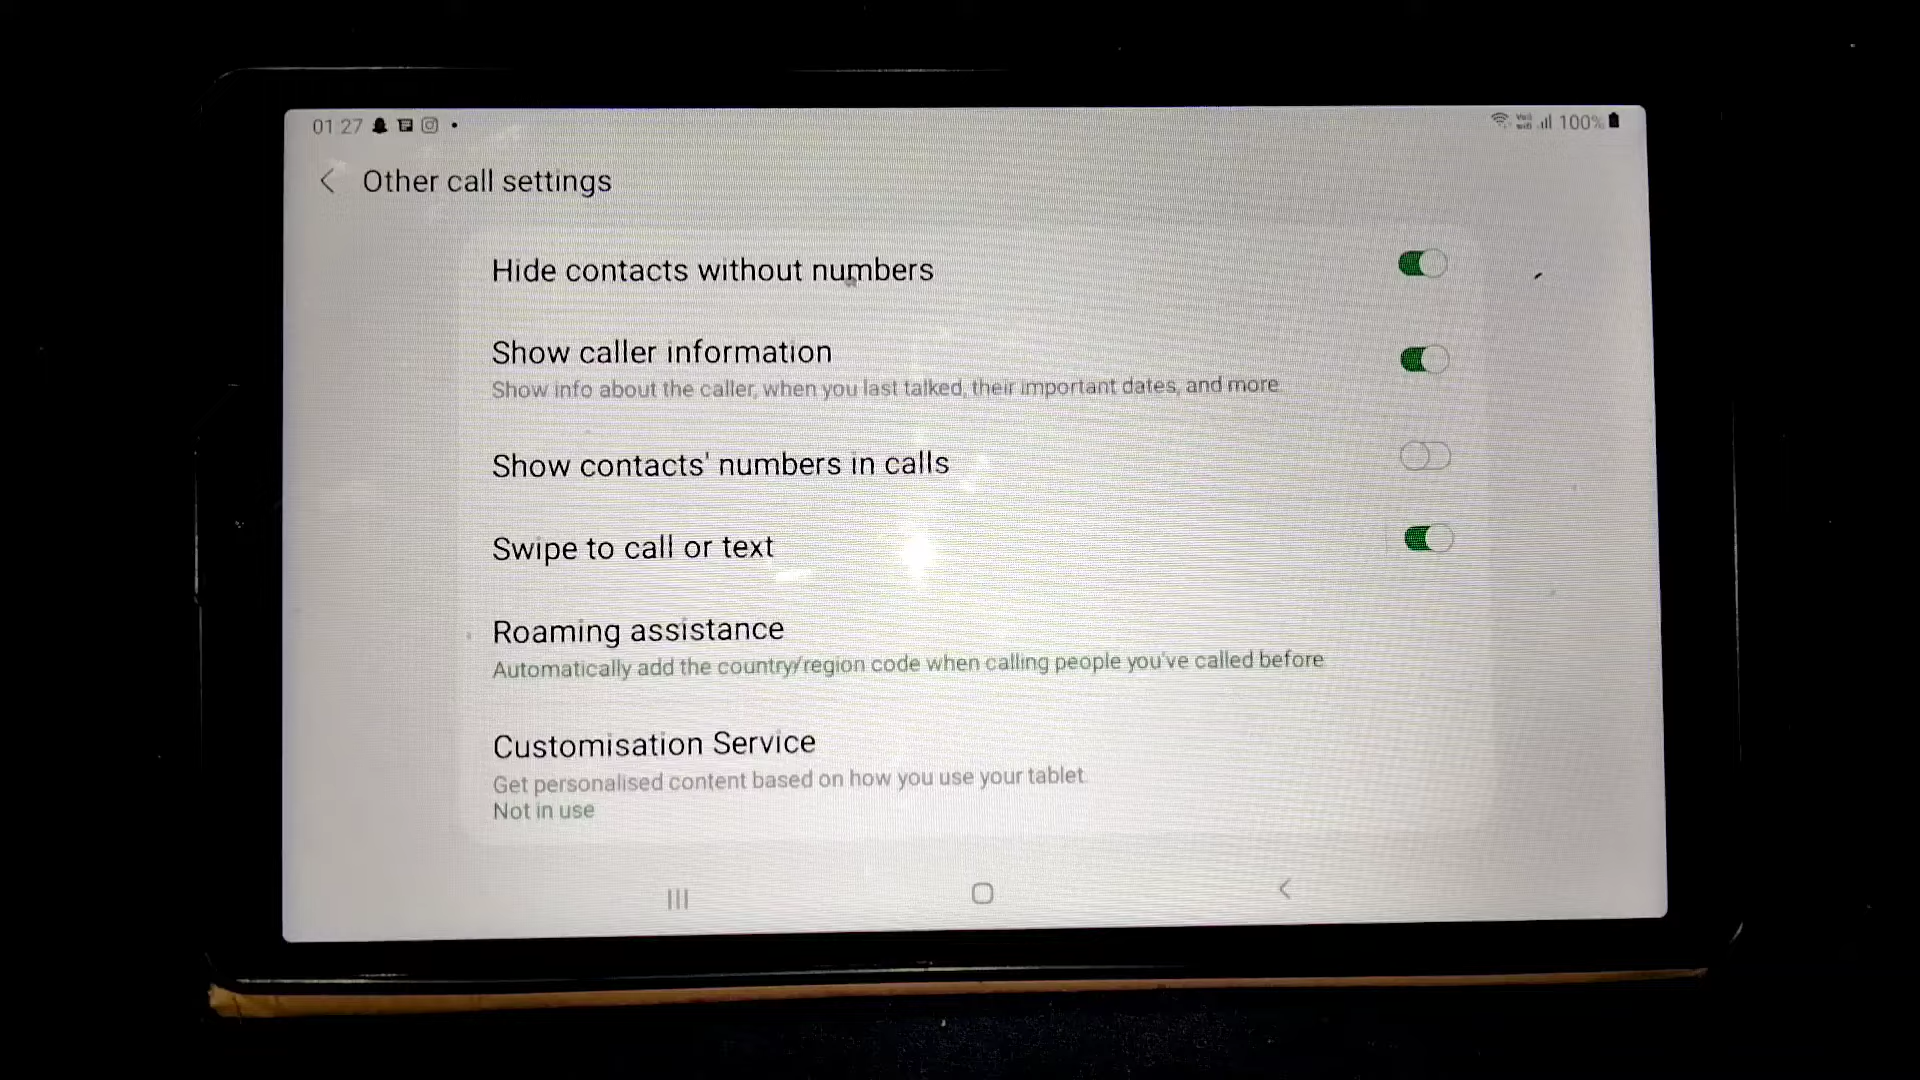 01:27 100%
Other call settings
Hide contacts without numbers
Show caller information
Show info about the caller, when you last talked, their important dates, and more.
Show contacts' numbers in calls
Swipe to call or text
Roaming assistance
Automatically add the country/region code when calling people you've called before
Customisation Service
Get personalised content based on how you use your tablet.
Not in use